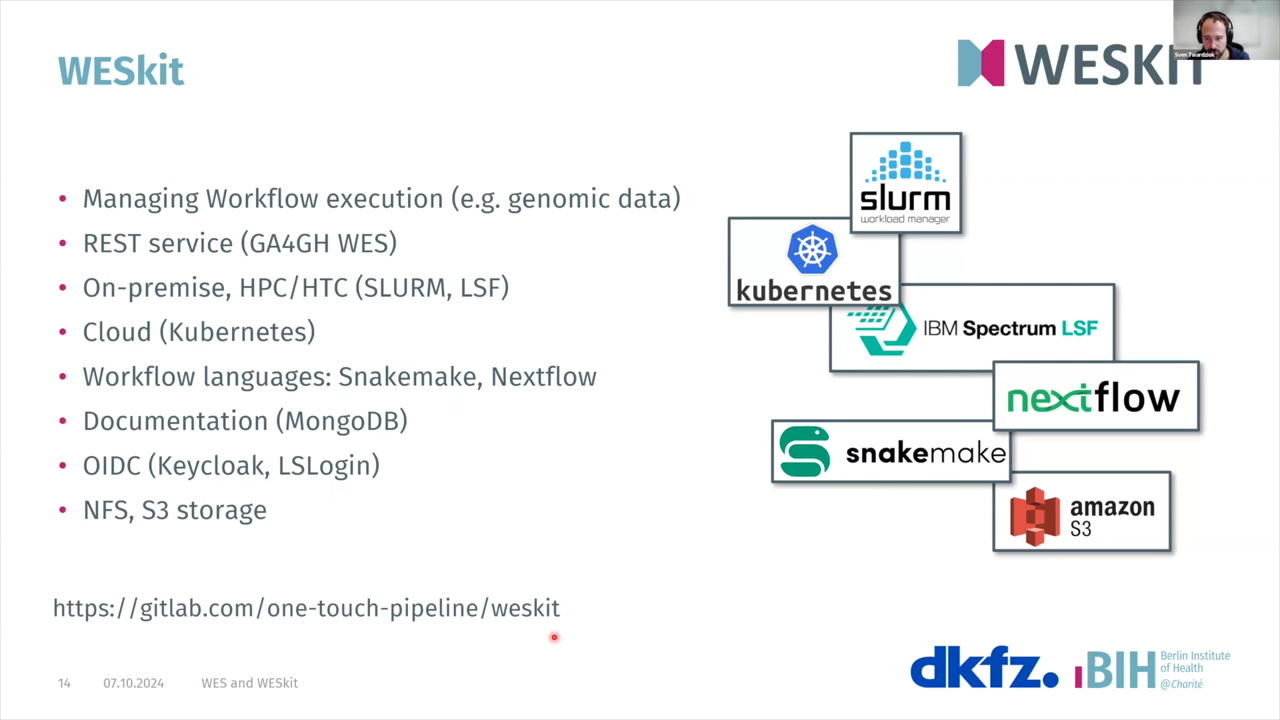 WESkit
WESKIT
Sven Twardziok
• Managing Workflow execution (e.g. genomic data)
• REST service (GA4GH WES)
• On-premise, HPC/HTC (SLURM, LSF)
• Cloud (Kubernetes)
• Workflow languages: Snakemake, Nextflow
• Documentation (MongoDB)
• OIDC (Keycloak, LSLogin)
• NFS, S3 storage
slurm
workload manager
kubernetes
IBM Spectrum LSF
nextflow
snakemake
amazon
S3
https://gitlab.com/one-touch-pipeline/weskit
14 07.10.2024 WES and WESkit
dkfz.
BIH
Berlin Institute
of Health
@Charité